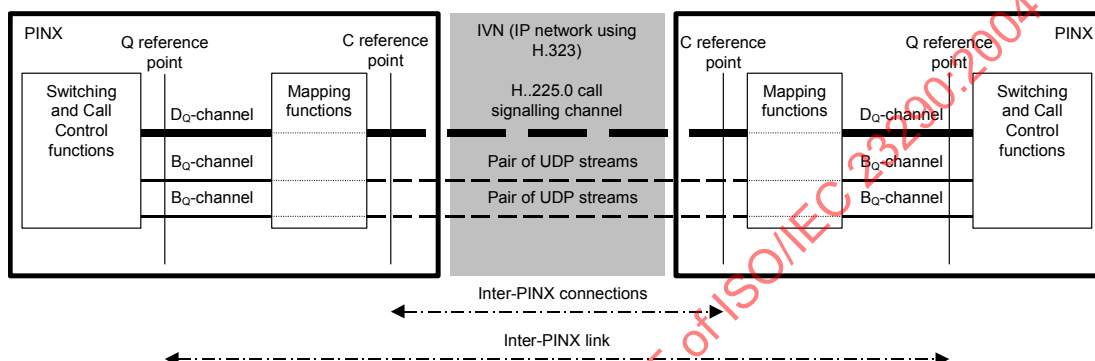 PINX
Q reference
point
C reference
point
IVN (IP network using
H.323)
C reference
point
Q reference
point
PINX
Switching
and Call
Control
functions
DQ-channel
Mapping
functions
H..225.0 call
signalling channel
Mapping
functions
DQ-channel
Switching
and Call
Control
functions
BQ-channel
Pair of UDP streams
BQ-channel
BQ-channel
Pair of UDP streams
BQ-channel
Inter-PINX connections
Inter-PINX link
of ISO/IEC 23290:2004